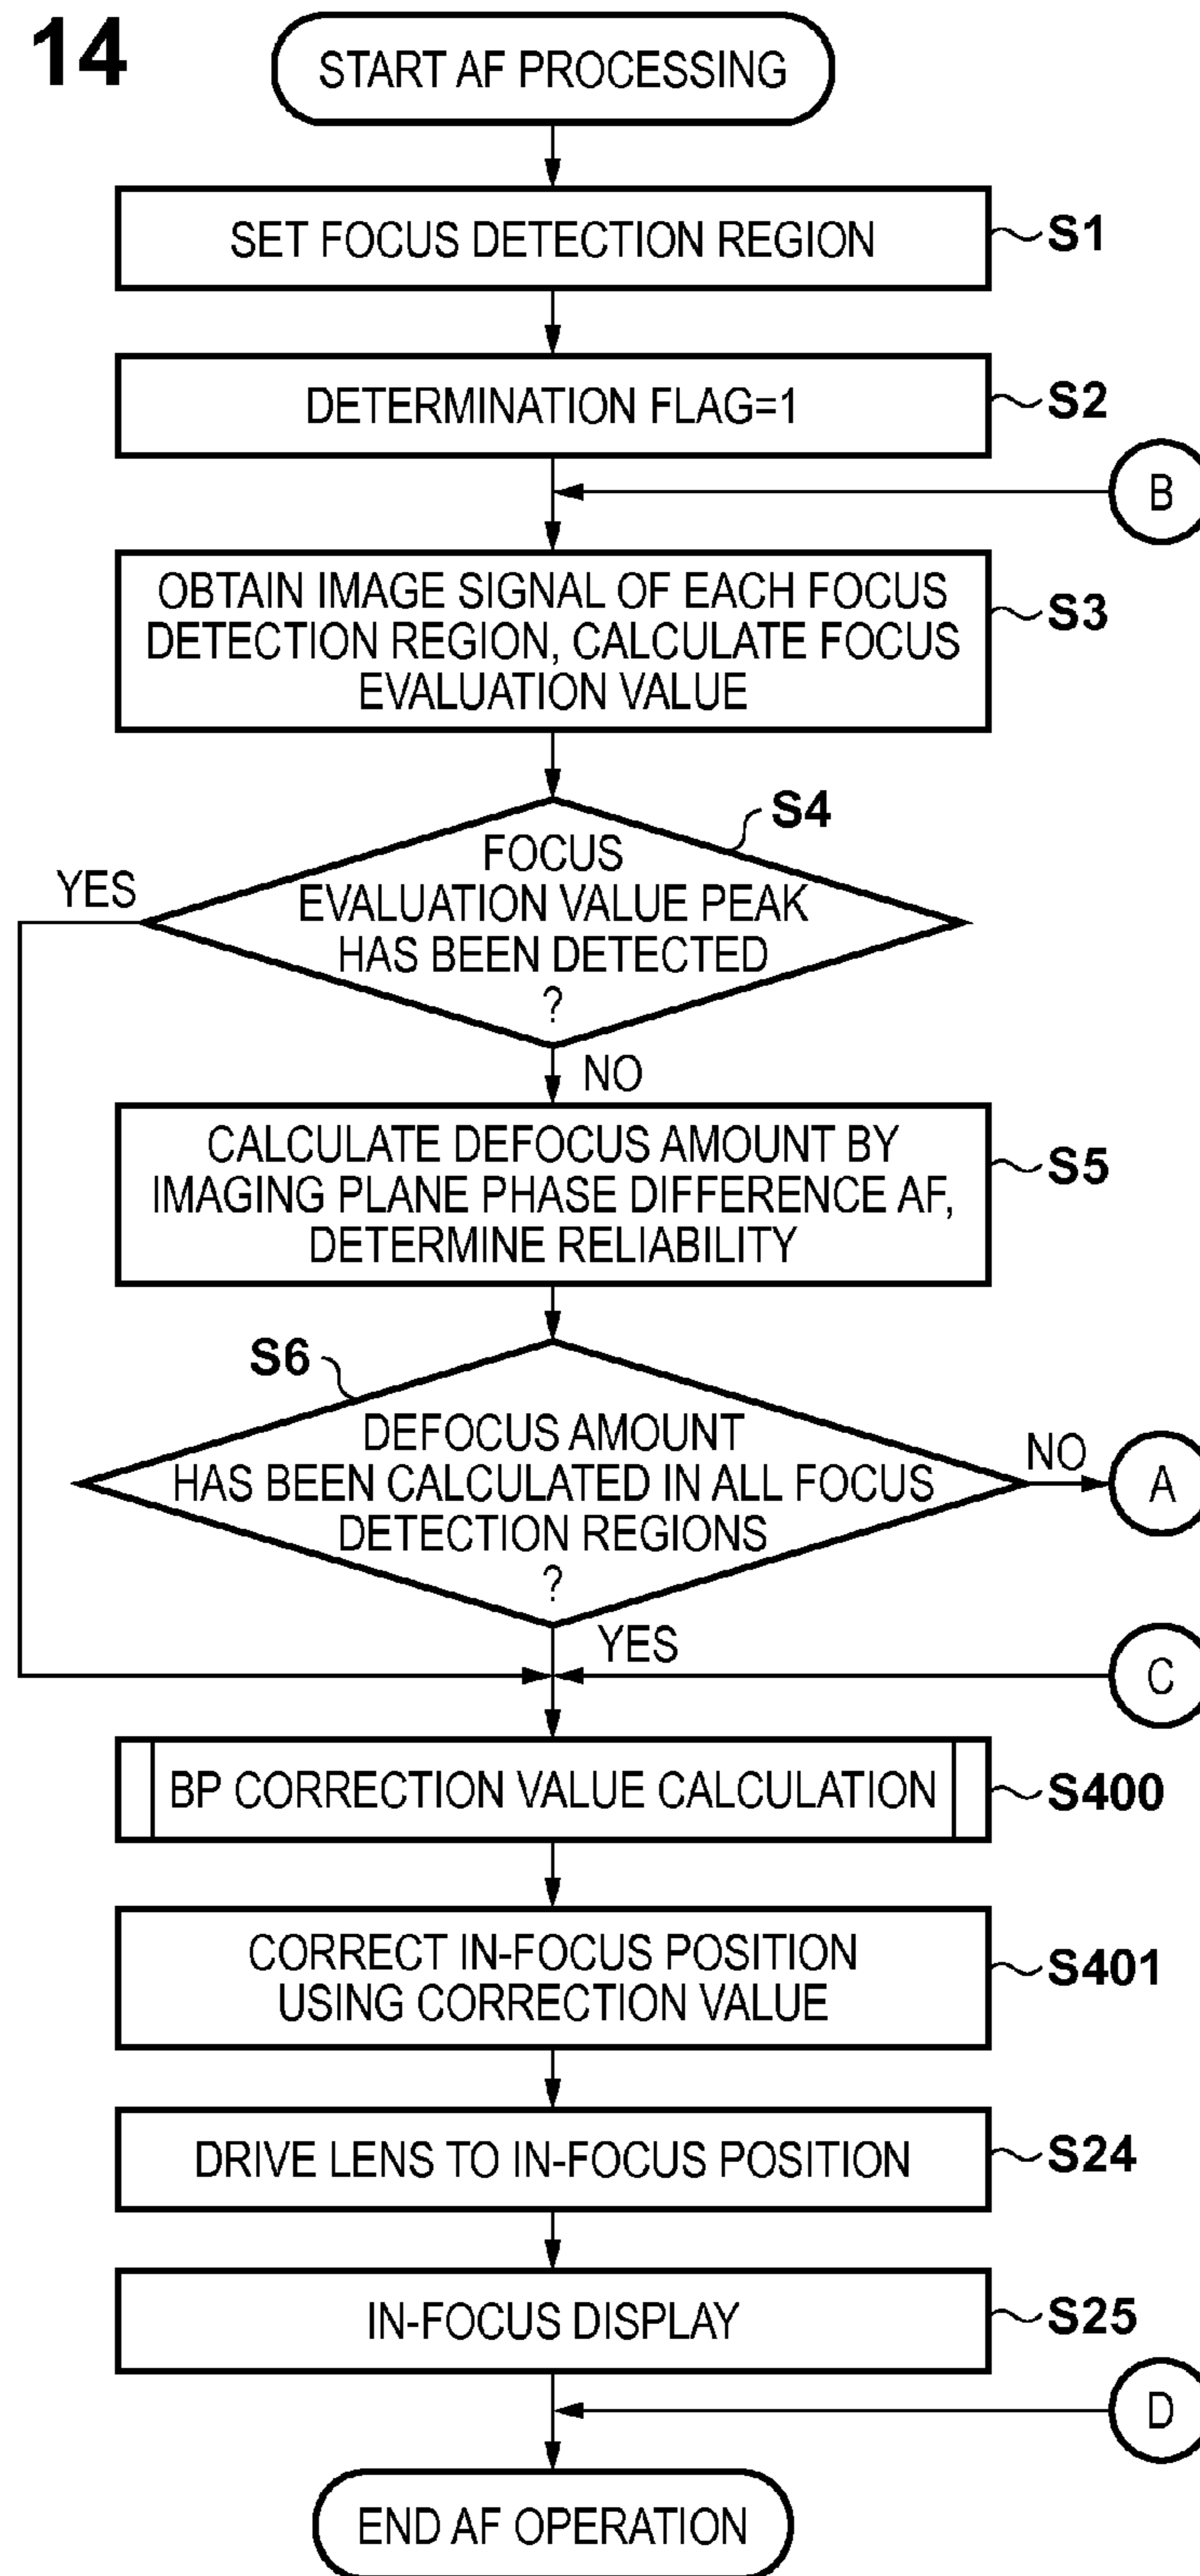 14
START AF PROCESSING
SET FOCUS DETECTION REGION
S1
DETERMINATION FLAG=1
S2
B
OBTAIN IMAGE SIGNAL OF EACH FOCUS
DETECTION REGION, CALCULATE FOCUS
EVALUATION VALUE
S3
S4
FOCUS
EVALUATION VALUE PEAK
HAS BEEN DETECTED
?
YES
NO
CALCULATE DEFOCUS AMOUNT BY
IMAGING PLANE PHASE DIFFERENCE AF,
DETERMINE RELIABILITY
S5
S6
DEFOCUS AMOUNT
HAS BEEN CALCULATED IN ALL FOCUS
DETECTION REGIONS
?
NO
A
YES
C
BP CORRECTION VALUE CALCULATION
S400
CORRECT IN-FOCUS POSITION
USING CORRECTION VALUE
S401
DRIVE LENS TO IN-FOCUS POSITION
S24
IN-FOCUS DISPLAY
S25
D
END AF OPERATION